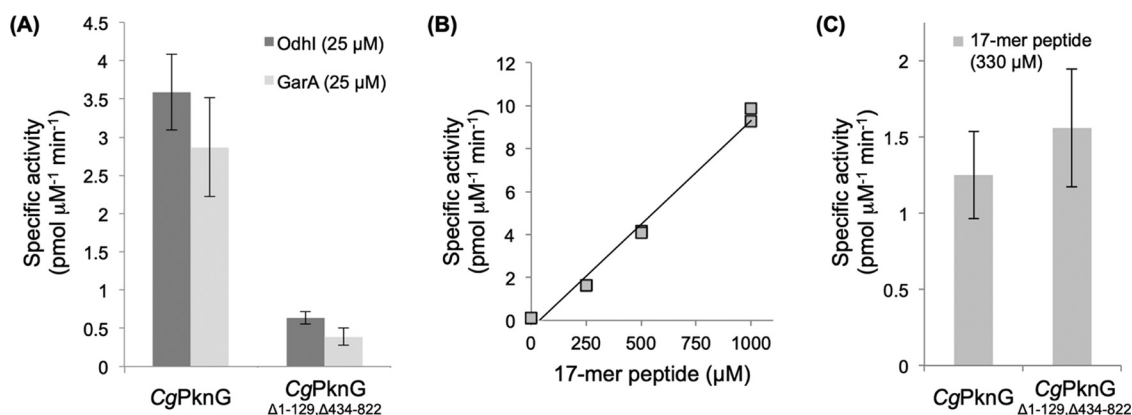 (A)
Specific activity
(pmol µM-1 min-1)
4.5
4
3.5
3
2.5
2
1.5
1
0.5
0
OdhI (25 µM)
GarA (25 µM)
CgPknG
CgPknG
Δ1-129,Δ434-822
(B)
Specific activity
(pmol µM-1 min-1)
12
10
8
6
4
2
0
0 250 500 750 1000
17-mer peptide (µM)
(C)
Specific activity
(pmol µM-1 min-1)
2
1.5
1
0.5
0
17-mer peptide
(330 µM)
CgPknG
CgPknG
Δ1-129,Δ434-822